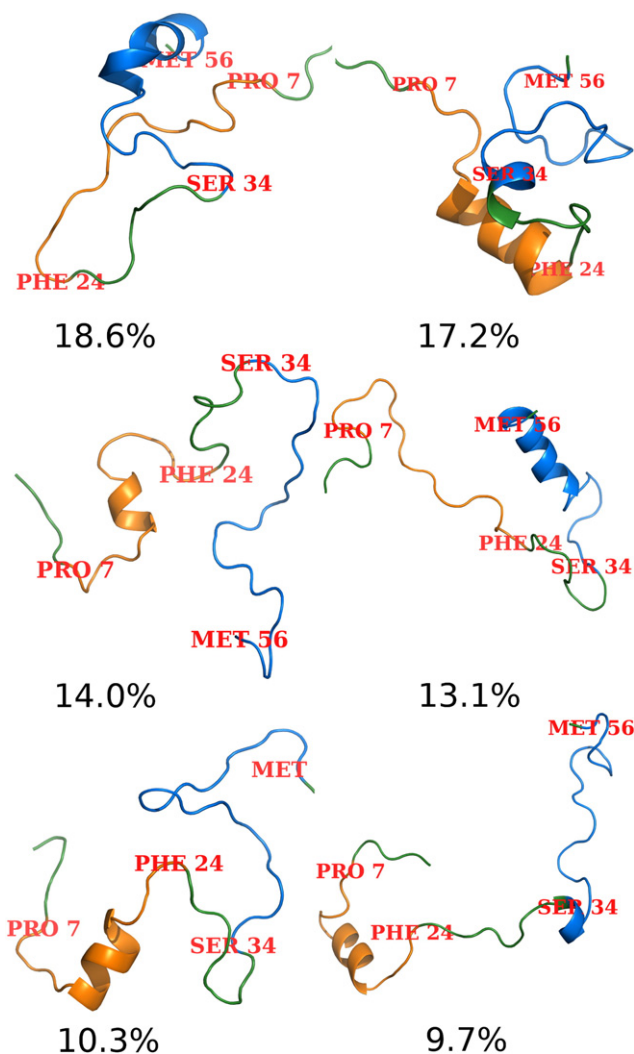 MET 56
PRO 7
SER 34
PHE 24
18.6%
PRO 7
MET 56
SER 34
PHE 24
17.2%
SER 34
PHE 24
PRO 7
MET 56
14.0%
PRO 7
MET 56
PHE 24
SER 34
13.1%
MET
PHE 24
PRO 7
SER 34
10.3%
MET 56
PRO 7
SER 34
PHE 24
9.7%